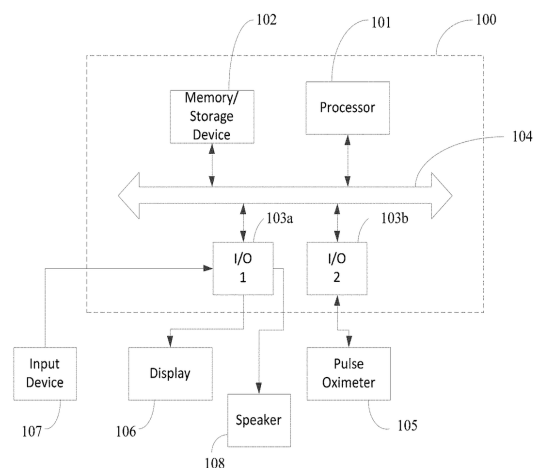 102
101
100
Memory/
Storage
Device
Processor
104
103a
103b
I/O
1
I/O
2
Input
Device
Display
Speaker
Pulse
Oximeter
107
106
108
105